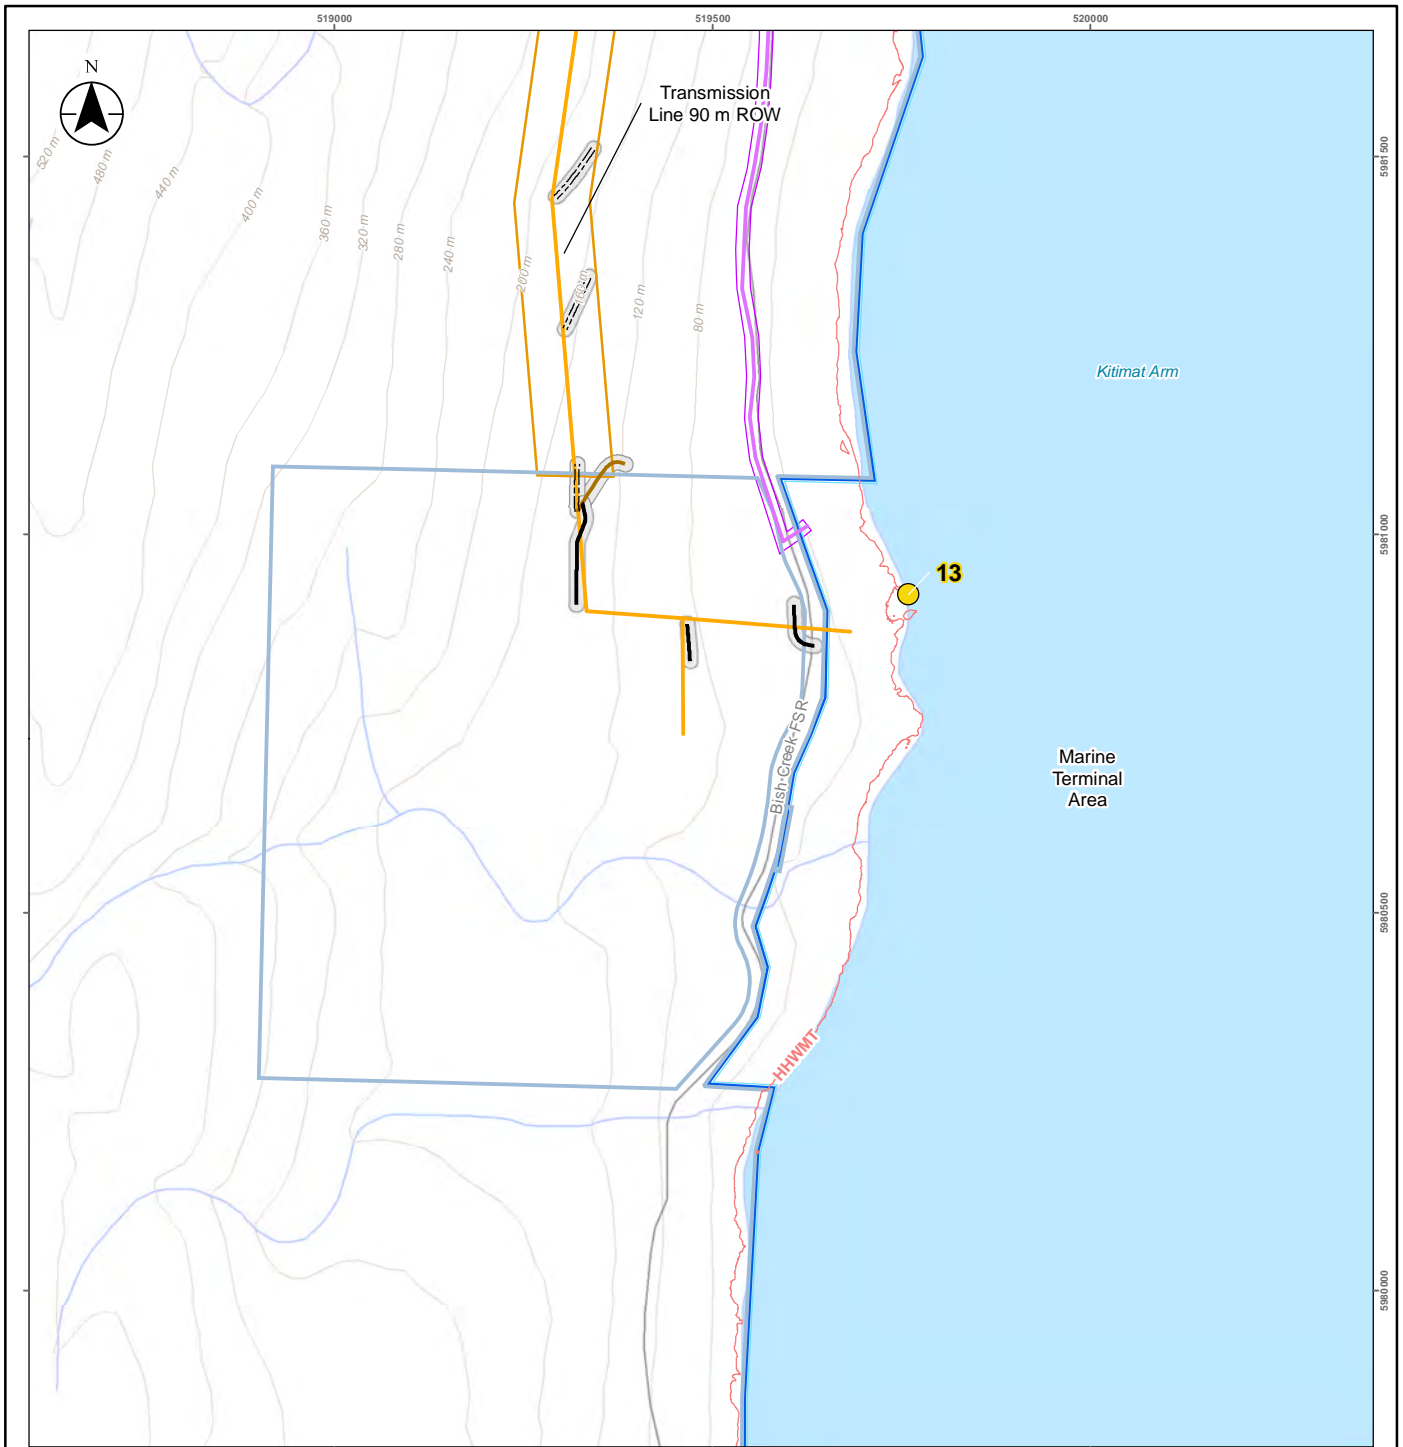 519000
519500
520000
N
Transmission
Line 90 m ROW
520 m
480 m
440 m
400 m
360 m
320 m
280 m
240 m
200 m
160 m
120 m
80 m
5981500
Kitimat Arm
5981000
13
Bish Creek FSR
Marine
Terminal
Area
5980500
HHWMT
5980000